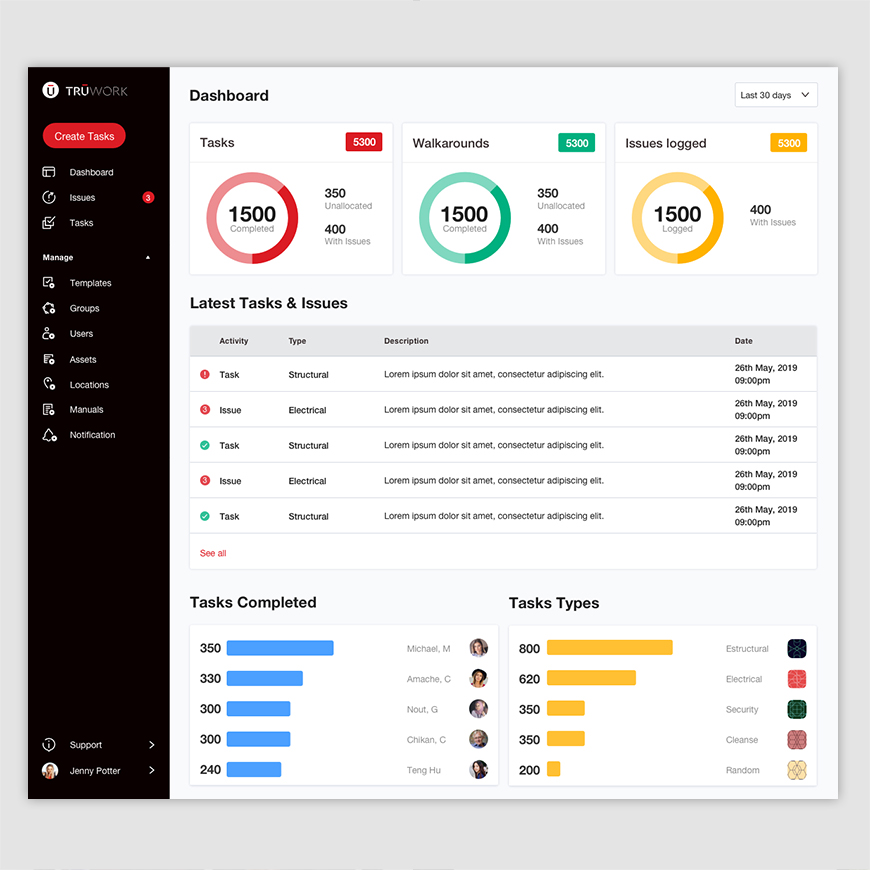 Ū TRŪWORK
Create Tasks
Dashboard
Issues 3
Tasks
Manage
Templates
Groups
Users
Assets
Locations
Manuals
Notification
Support
Jenny Potter
Dashboard
Last 30 days
Tasks 5300
1500
Completed
350
Unallocated
400
With Issues
Walkarounds 5300
1500
Completed
350
Unallocated
400
With Issues
Issues logged 5300
1500
Logged
400
With Issues
Latest Tasks & Issues
Activity Type Description Date
! Task Structural Lorem ipsum dolor sit amet, consectetur adipiscing elit. 26th May, 2019
09:00pm
3 Issue Electrical Lorem ipsum dolor sit amet, consectetur adipiscing elit. 26th May, 2019
09:00pm
Task Structural Lorem ipsum dolor sit amet, consectetur adipiscing elit. 26th May, 2019
09:00pm
3 Issue Electrical Lorem ipsum dolor sit amet, consectetur adipiscing elit. 26th May, 2019
09:00pm
Task Structural Lorem ipsum dolor sit amet, consectetur adipiscing elit. 26th May, 2019
09:00pm
See all
Tasks Completed
350 Michael, M
330 Amache, C
300 Nout, G
300 Chikan, C
240 Teng Hu
Tasks Types
800 Estructural
620 Electrical
350 Security
350 Cleanse
200 Random